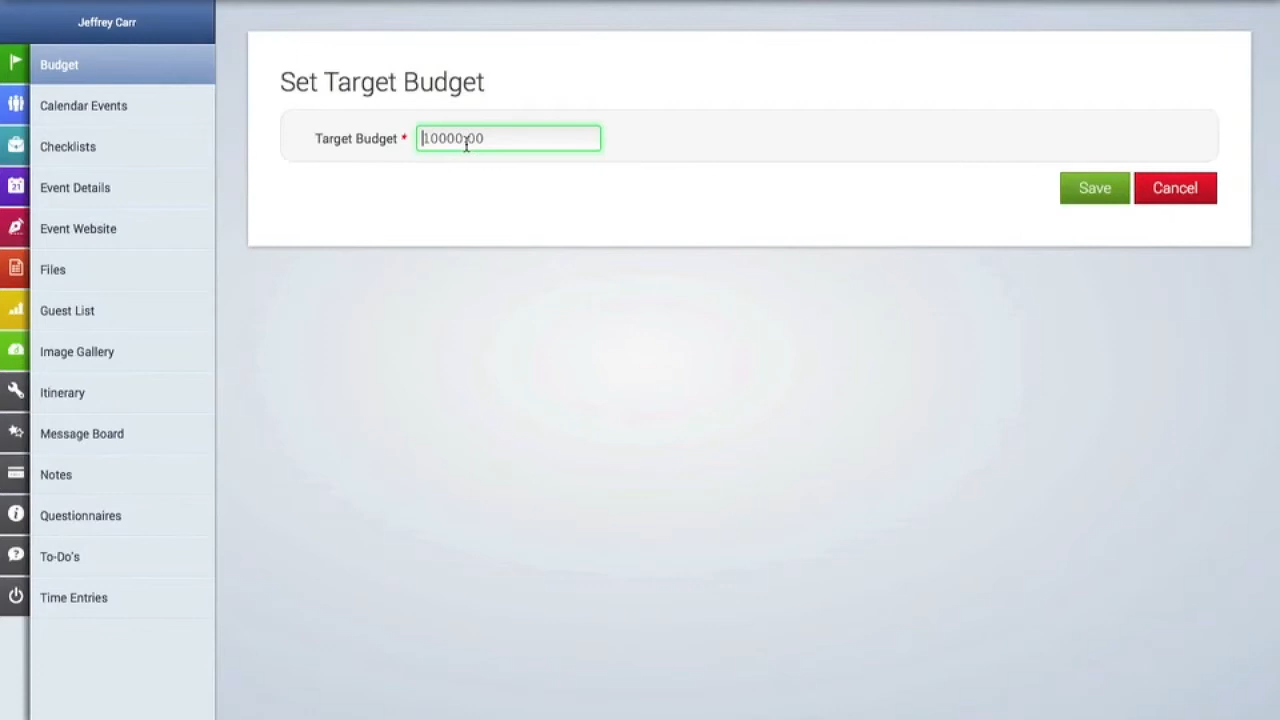 Jeffrey Carr
Budget
Calendar Events
Checklists
Event Details
Event Website
Files
Guest List
Image Gallery
Itinerary
Message Board
Notes
Questionnaires
To-Do's
Time Entries
Set Target Budget
Target Budget * 10000.00
Save Cancel
21